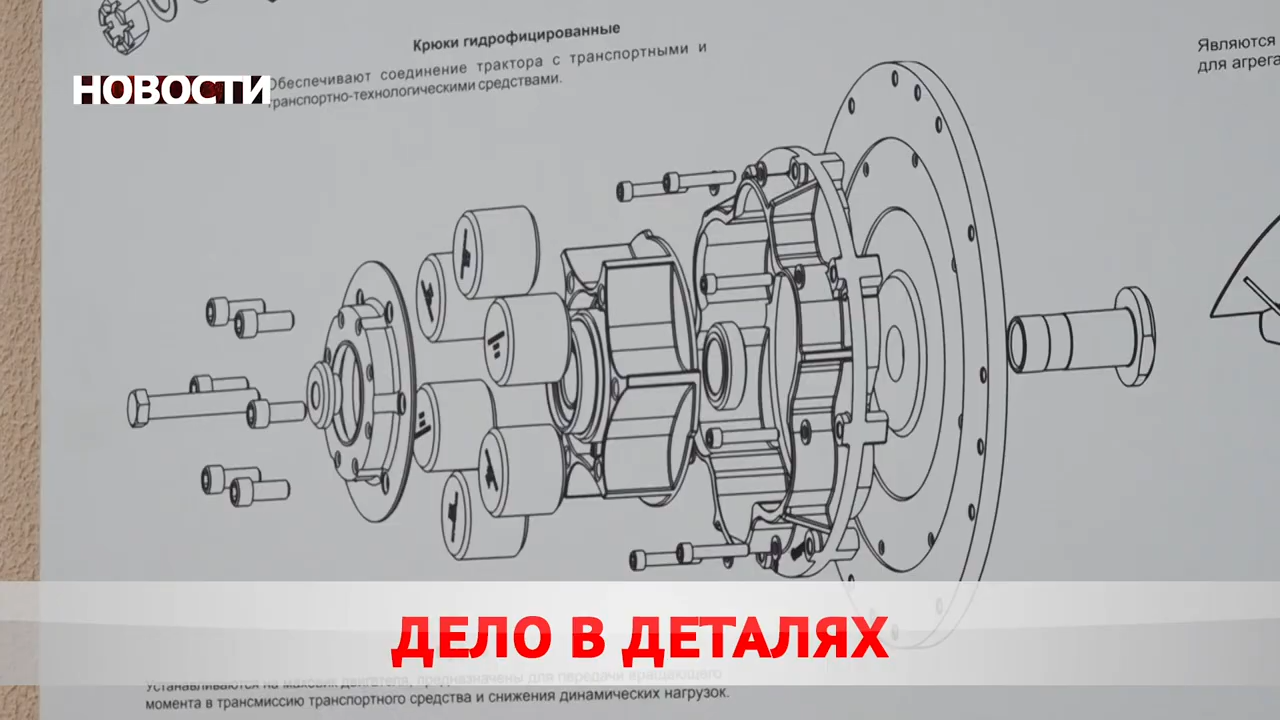 Крюки гидрофицированные
Обеспечивают соединение трактора с транспортными и
транспортно-технологическими средствами.
Являются
для агрега
НОВОСТИ
ДЕЛО В ДЕТАЛЯХ
Устанавливаются на маховик двигателя, предназначены для передачи вращающего
момента в трансмиссию транспортного средства и снижения динамических нагрузок.